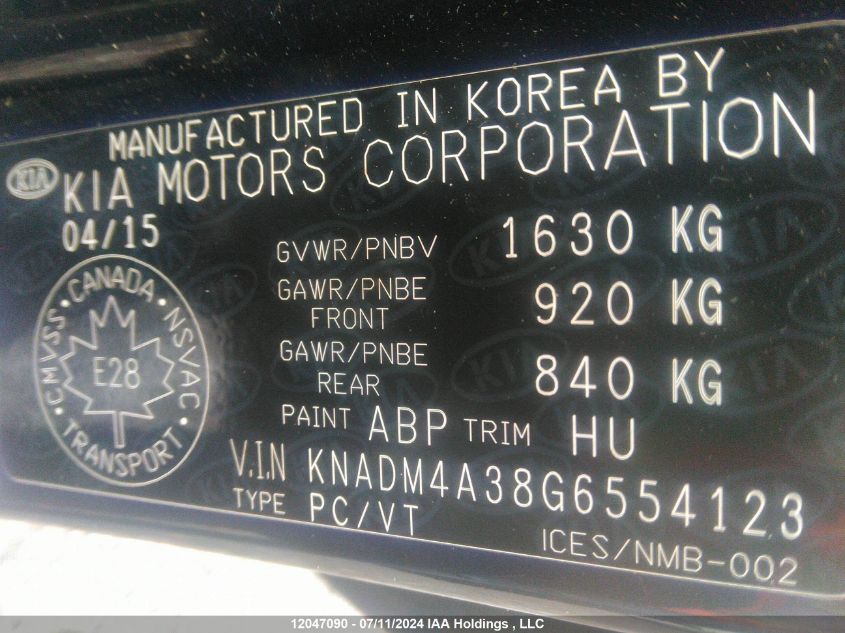 MANUFACTURED IN KOREA BY
KIA
KIA MOTORS CORPORATION
04/15
GVWR/PNBV 1630 KG
GAWR/PNBE FRONT 920 KG
GAWR/PNBE REAR 840 KG
CANADA
CMVSS
NSVAC
E28
TRANSPORT
PAINT ABP TRIM HU
V.I.N KNADM4A38G6554123
TYPE PC/VT
ICES/NMB-002
12047090 - 07/11/2024 IAA Holdings , LLC